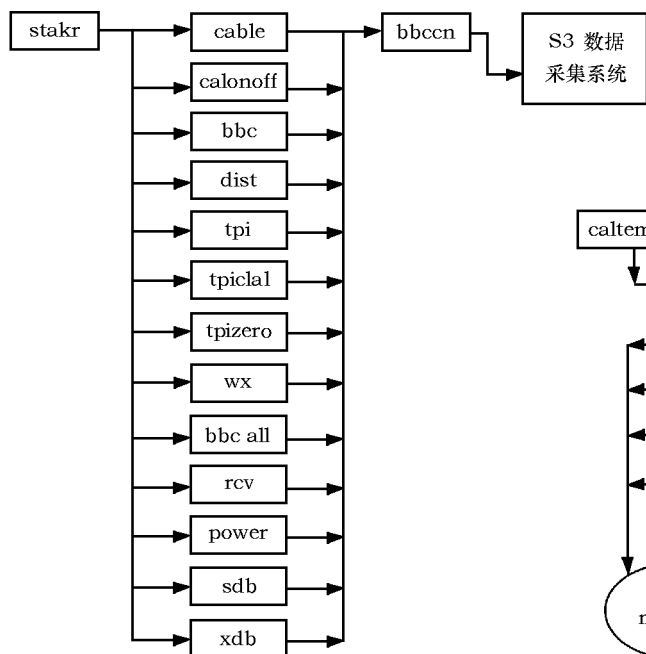 stakr
cable
bbccn
S3 数据
采集系统
calonoff
bbc
dist
tpi
tpiclal
tpizero
wx
bbc all
rcv
power
sdb
xdb